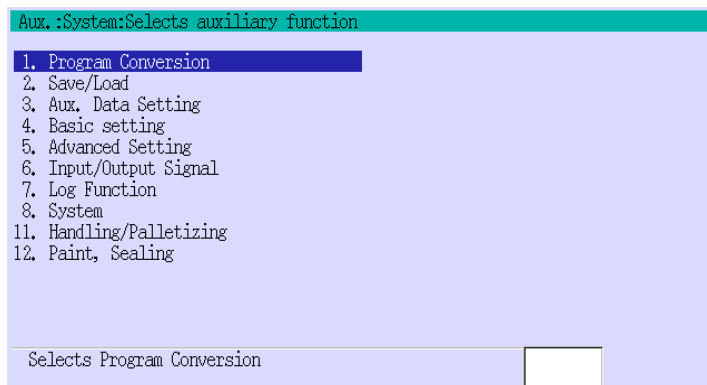 Aux.:System:Selects auxiliary function
1. Program Conversion
2. Save/Load
3. Aux. Data Setting
4. Basic setting
5. Advanced Setting
6. Input/Output Signal
7. Log Function
8. System
11. Handling/Palletizing
12. Paint, Sealing
Selects Program Conversion